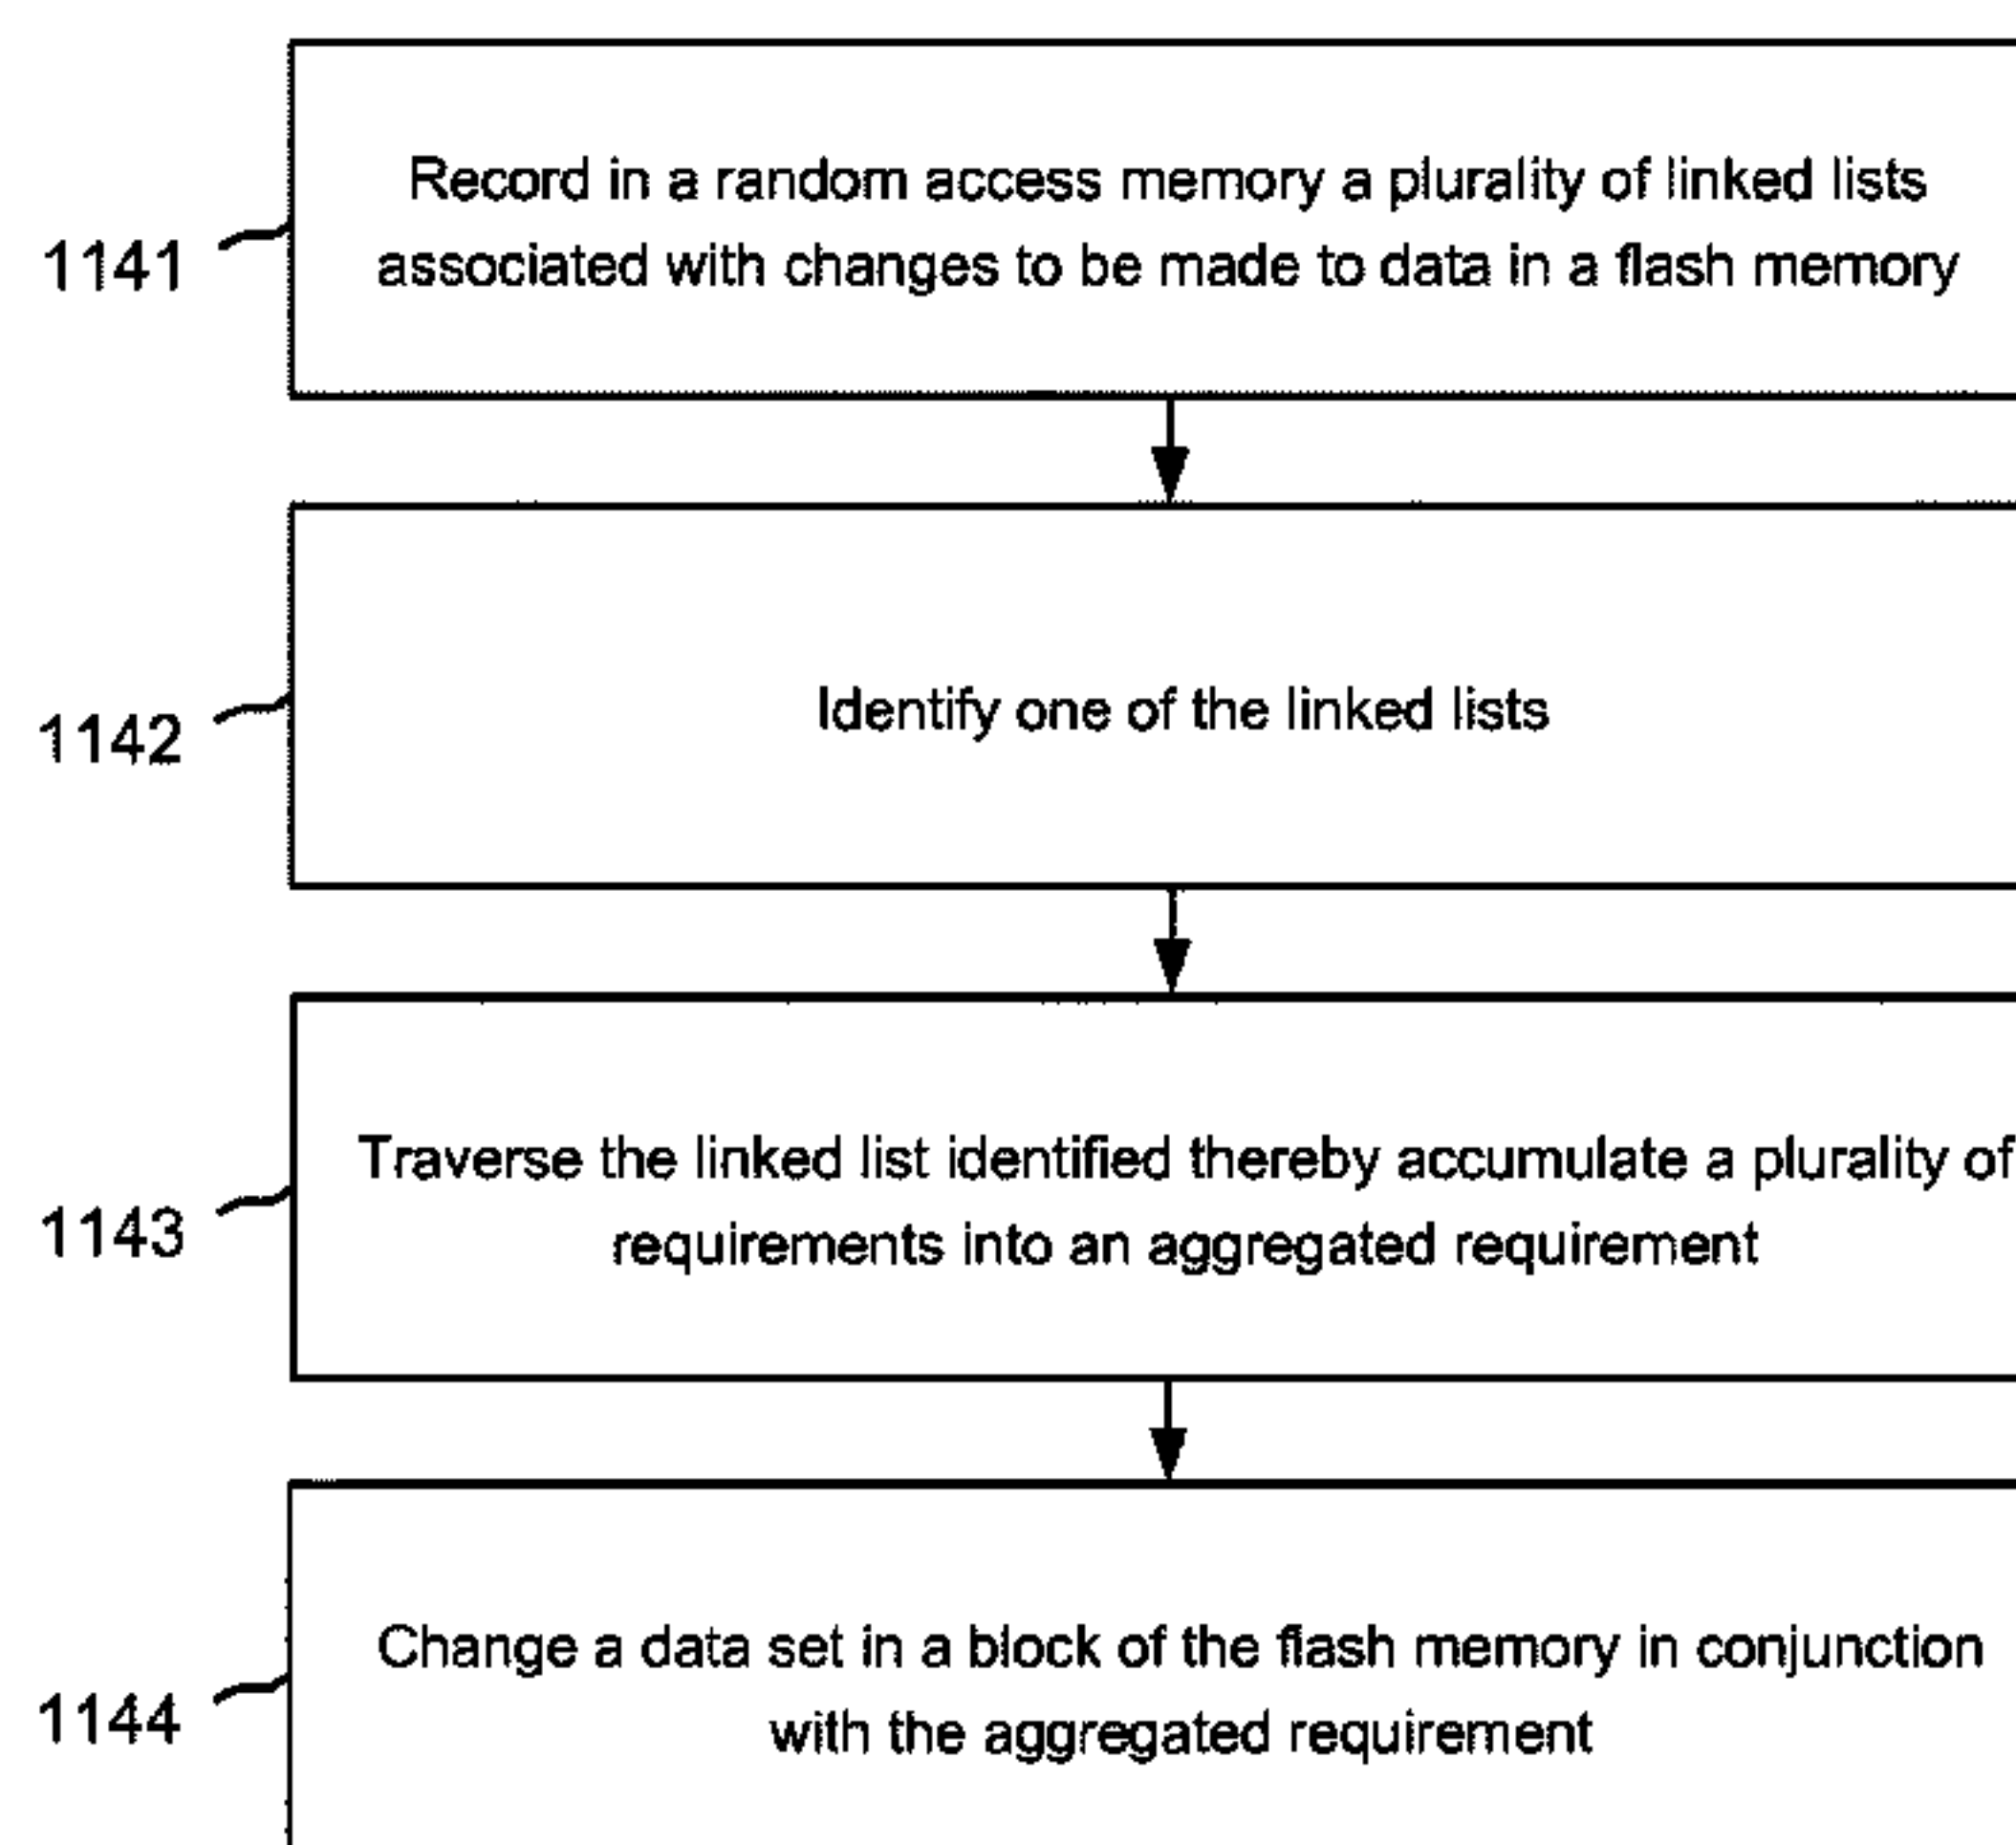 Record in a random access memory a plurality of linked lists
associated with changes to be made to data in a flash memory
1141
Identify one of the linked lists
1142
Traverse the linked list identified thereby accumulate a plurality of
requirements into an aggregated requirement
1143
Change a data set in a block of the flash memory in conjunction
with the aggregated requirement
1144